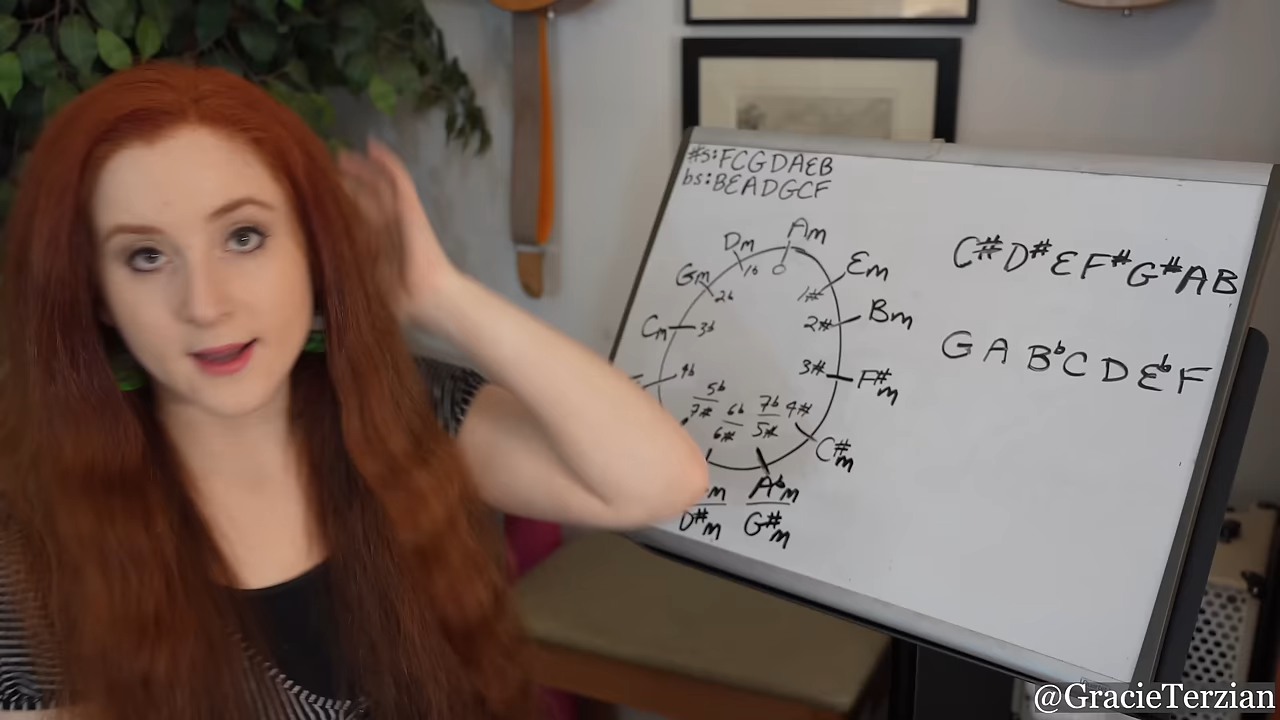 #s: FCGDAEB
bs: BEADGCF
Am
Dm
Em
Gm
Bm
Cm
F#m
C#m
Abm
G#m
D#m
0
1b
1#
2b
2#
3b
3#
4b
4#
5b
7#
6b
6#
7b
5#
C# D# E F# G# A B
G A Bb C D Eb F
@GracieTerzian